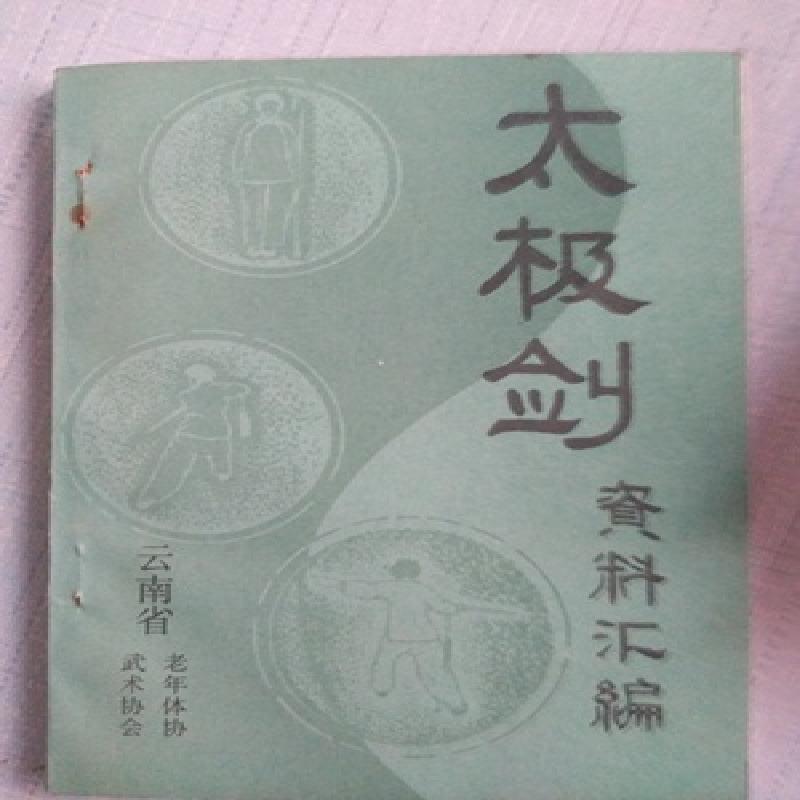 太极剑
資料汇編
云南省
老年体协
武术协会